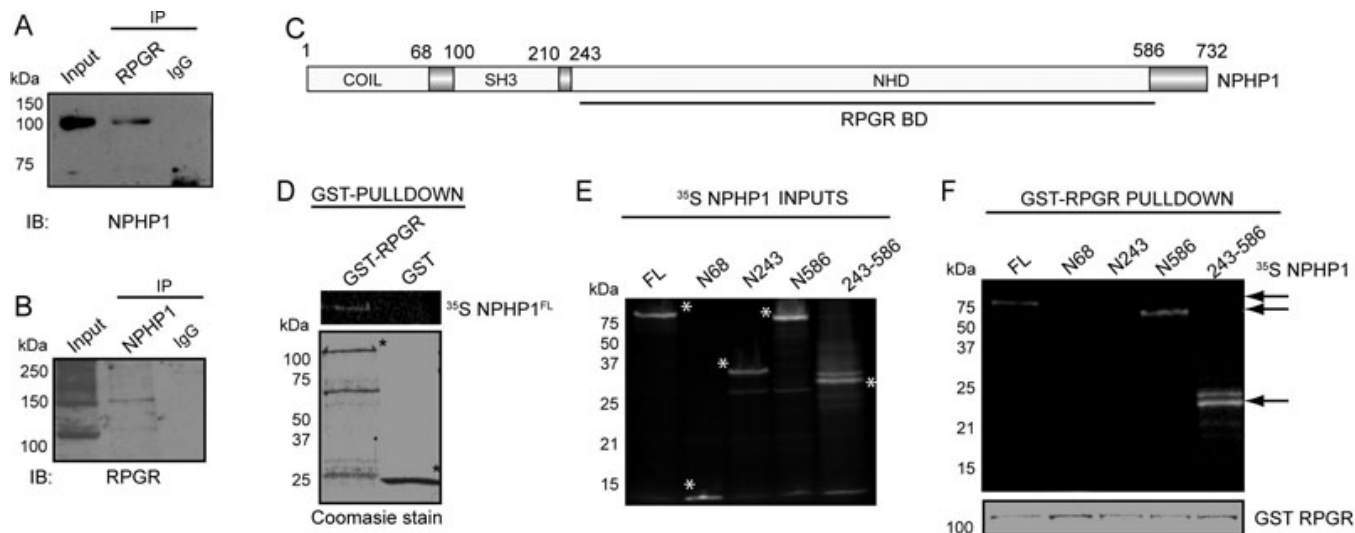 A
IP
Input
RPGR
IgG
kDa
150
100
75
IB: NPHP1
B
IP
Input
NPHP1
IgG
kDa
250
150
100
IB: RPGR
C
1 68 100 210 243 586 732
COIL SH3 NHD NPHP1
RPGR BD
D
GST-PULLDOWN
GST-RPGR
GST
35S NPHP1FL
kDa
100
75
50
37
25
*
*
Coomasie stain
E
35S NPHP1 INPUTS
FL N68 N243 N586 243-586
kDa
75
50
37
25
21
15
*
*
*
*
*
F
GST-RPGR PULLDOWN
FL N68 N243 N586 243-586
35S NPHP1
kDa
75
50
37
25
21
15
100
GST RPGR